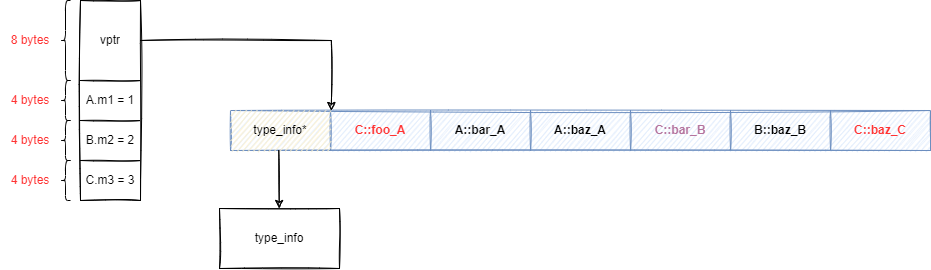 8 bytes
vptr
4 bytes
A.m1 = 1
4 bytes
B.m2 = 2
4 bytes
C.m3 = 3
type_info*
C::foo_A
A::bar_A
A::baz_A
C::bar_B
B::baz_B
C::baz_C
type_info